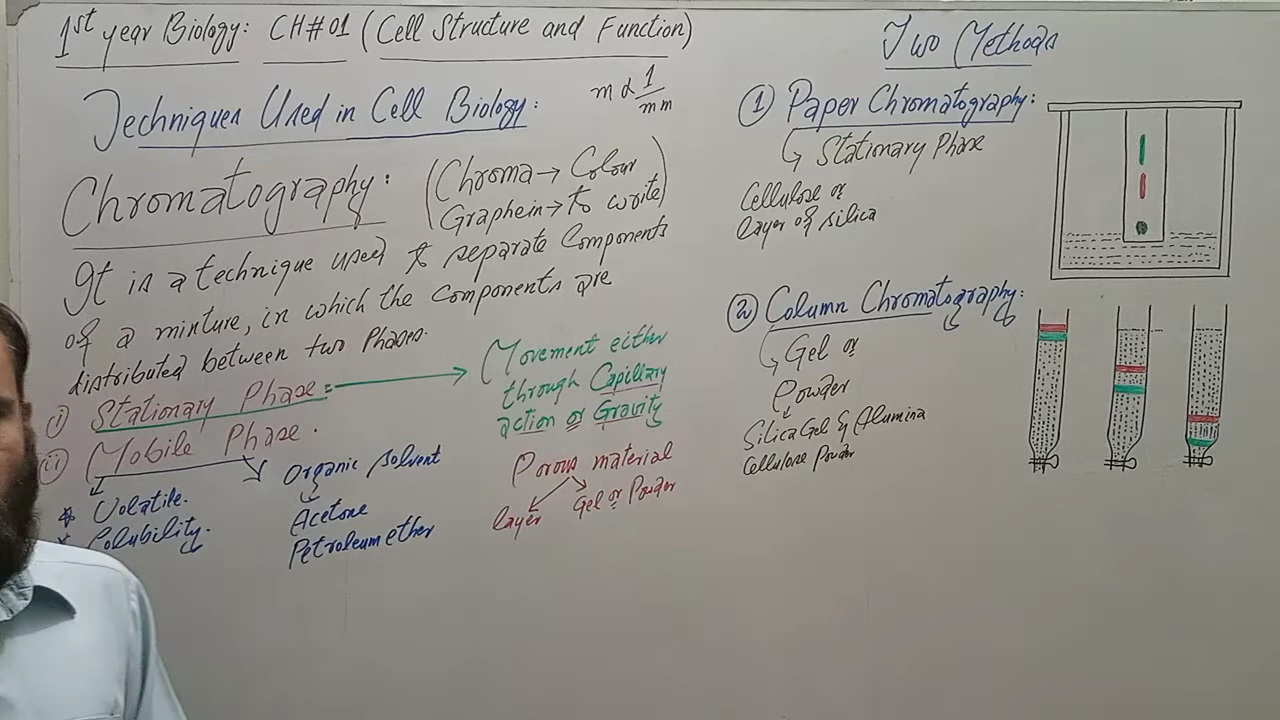 1st year Biology: CH#01 (Cell Structure and Function)
Techniques Used in Cell Biology:
m ∝ 1/mm
Chromatography:
(Chroma → Colour
Graphein → to write)
It is a technique used to separate Components
of a mixture, in which the components are
distributed between two Phases.
(i) Stationary Phase:
(ii) Mobile Phase.
(Movement either
through Capillary
action or Gravity
* Volatile.
* Solubility.
Organic Solvent
Acetone
Petroleum ether
Porous material
layer
Gel or Powder
Two Methods
① Paper Chromatography:
Stationary Phase
Cellulose or
layer of silica
② Column Chromatography:
Gel or
Powder
Silica Gel & Alumina
Cellulose Powder